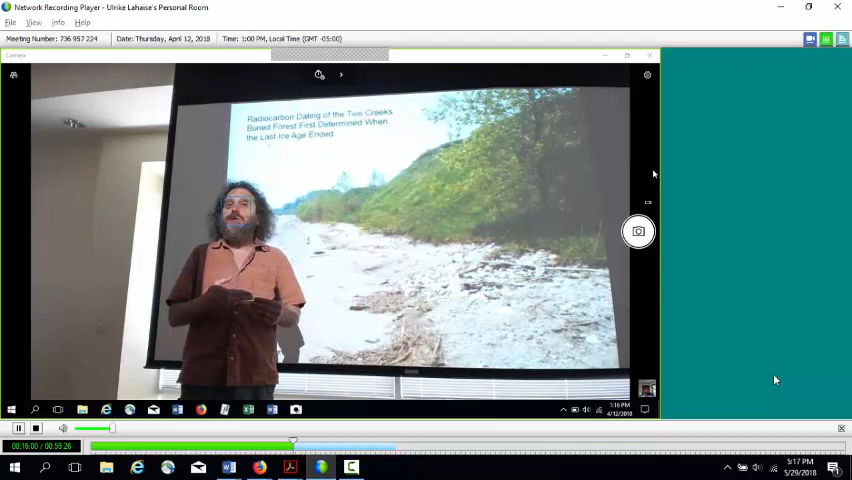 Network Recording Player - Ulrike Lahaise's Personal Room
File View Info Help
Meeting Number: 736 957 224
Date: Thursday, April 12, 2018
Time: 1:00 PM, Local Time (GMT -05:00)
Camera
Radiocarbon Dating of the Two Creeks
Buried Forest First Determined When
the Last Ice Age Ended
1:16 PM
4/12/2018
00:16.00 / 00:59.26
5:17 PM
5/29/2018